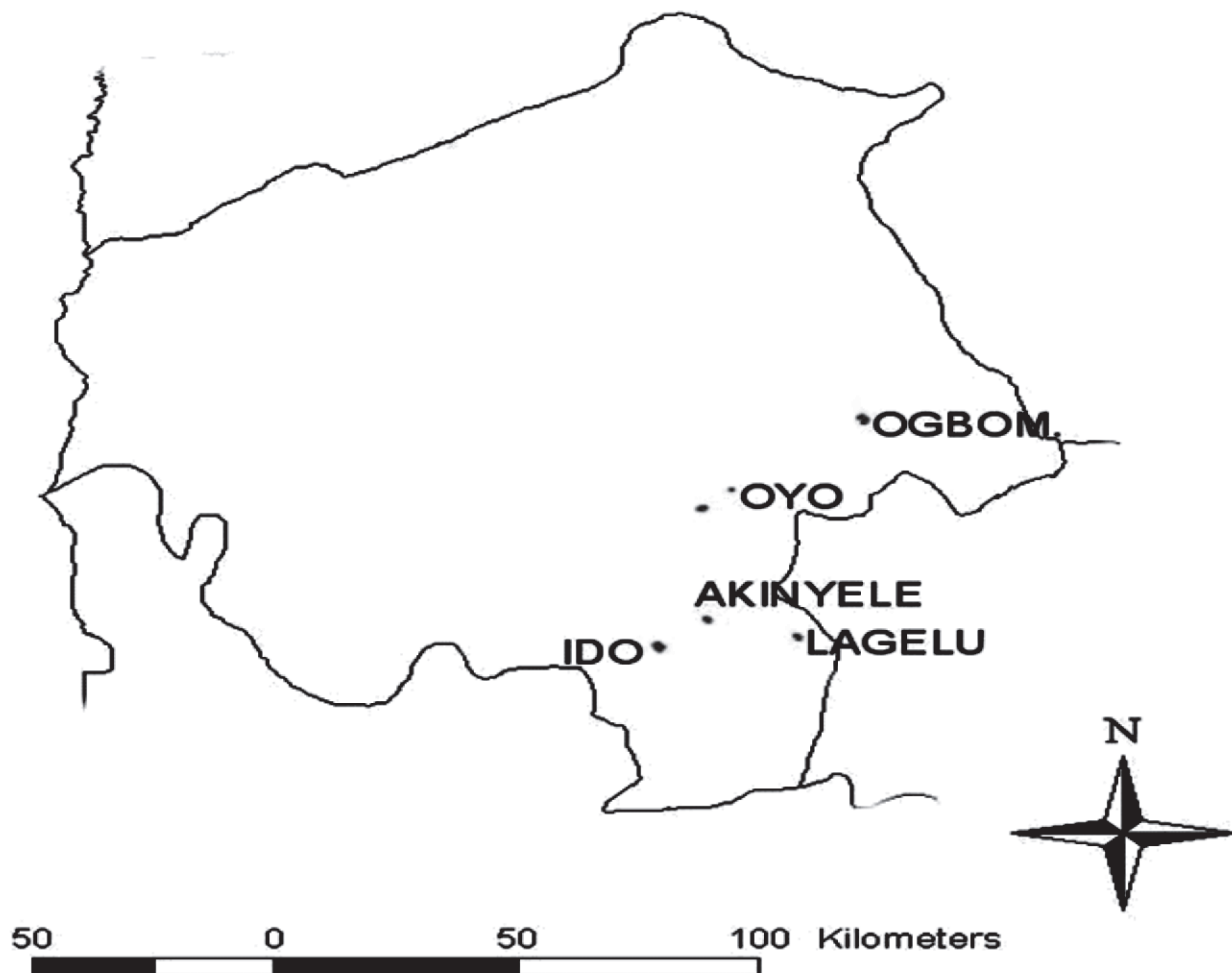 OGBOM.
OYO
AKINYELE
IDO LAGELU
N
50 0 50 100 Kilometers